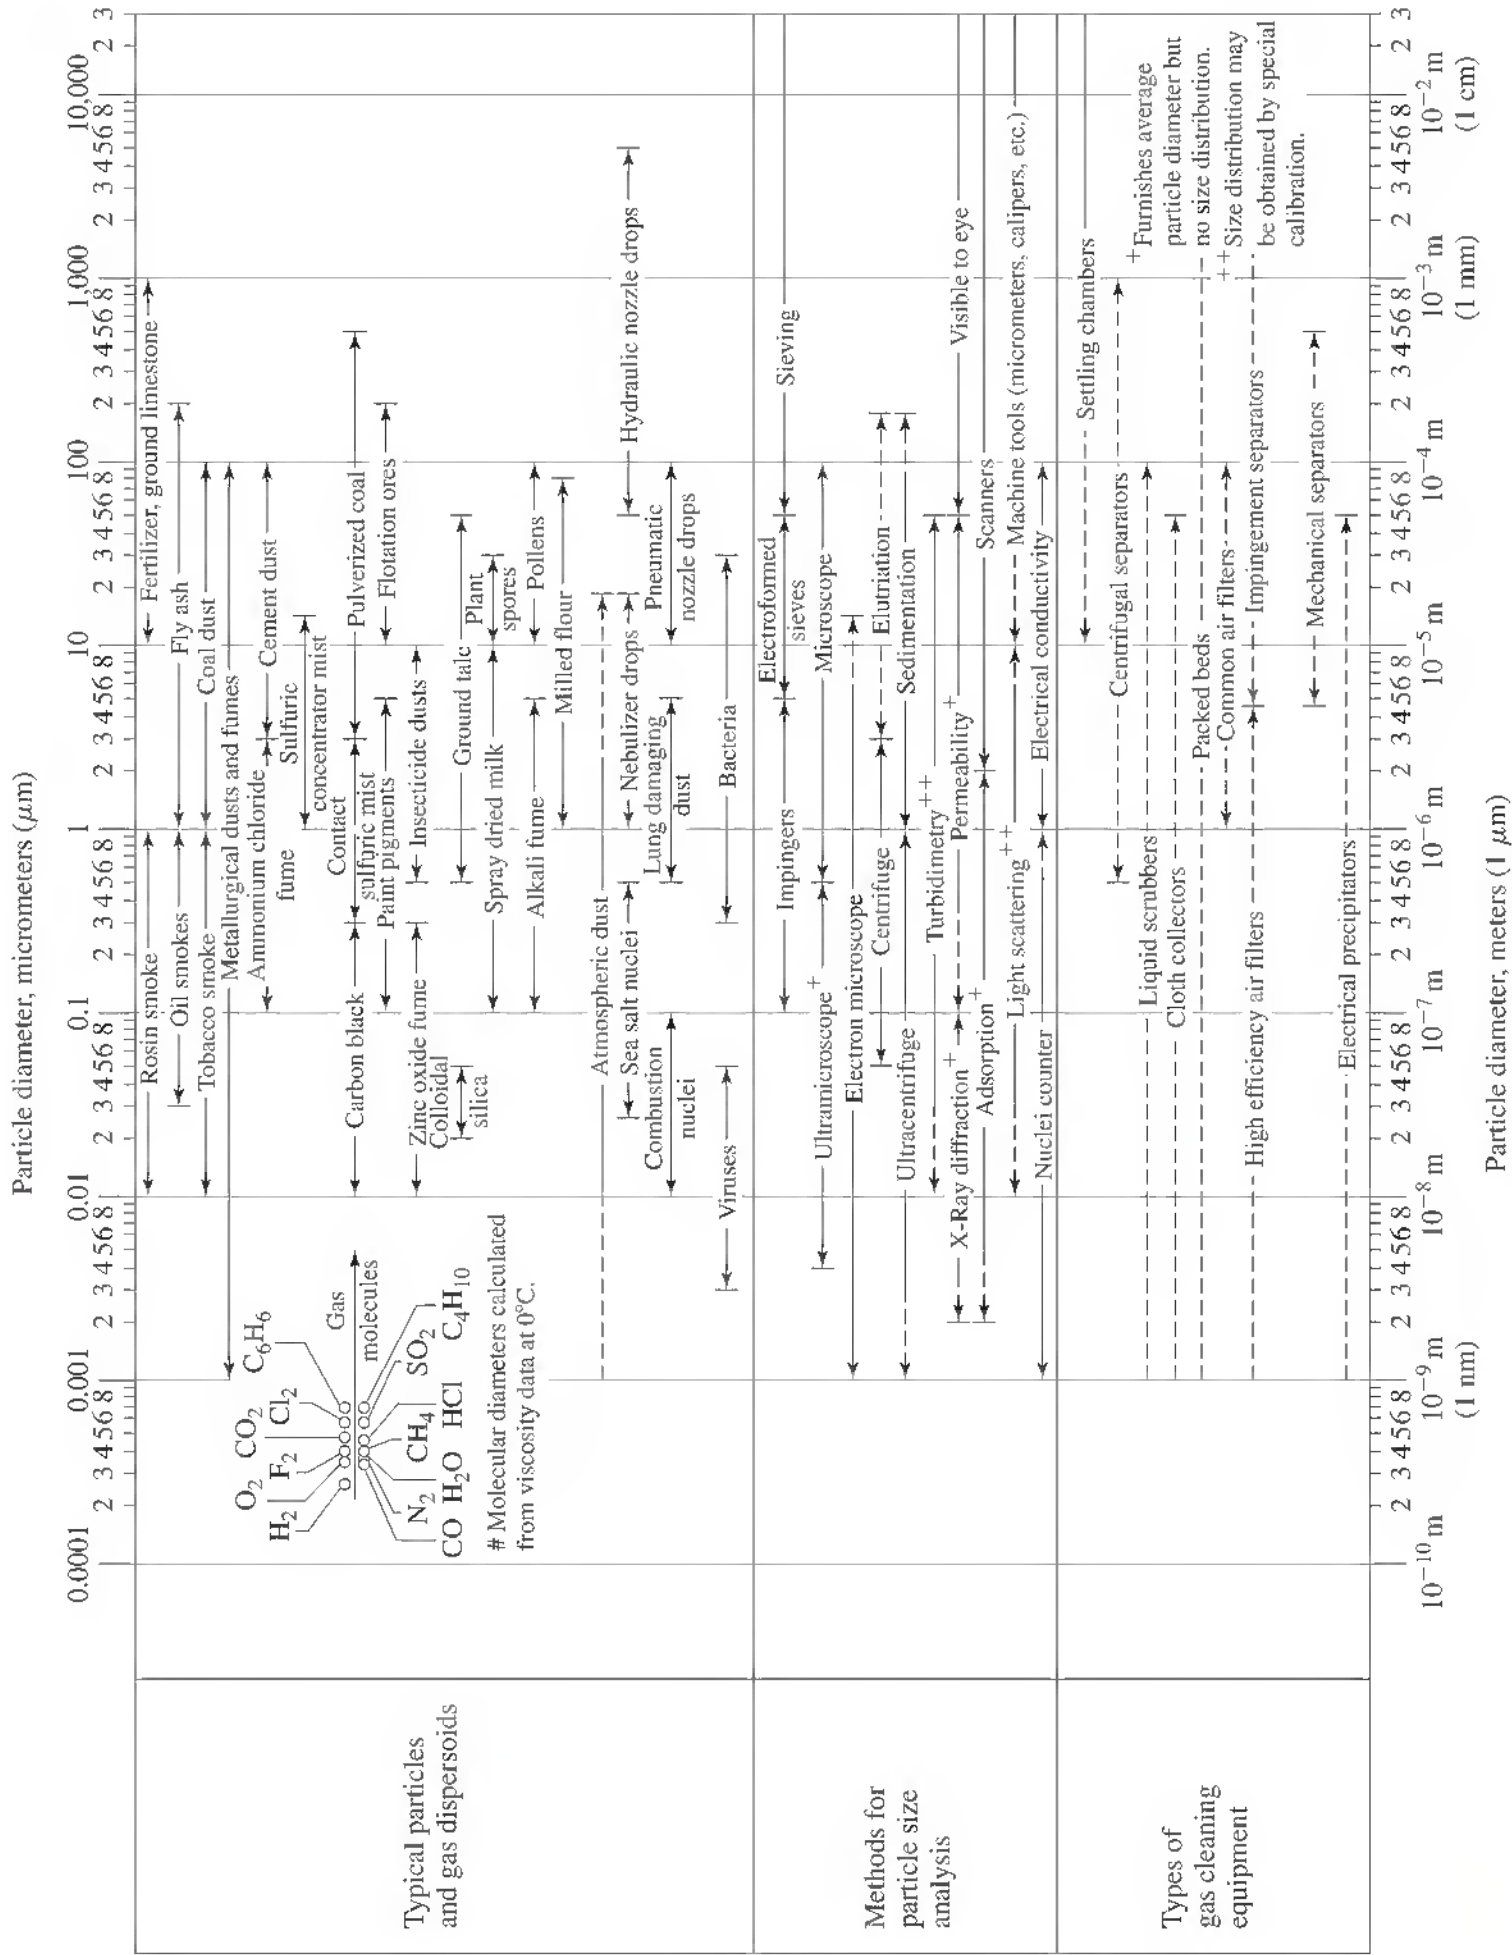 Particle diameter, micrometers (μm)
0.0001 0.001 0.01 0.1 1 10 100 1,000 10,000
2 3 4 5 6 8 2 3 4 5 6 8 2 3 4 5 6 8 2 3 4 5 6 8 2 3 4 5 6 8 2 3 4 5 6 8 2 3 4 5 6 8 2 3 4 5 6 8 2 3
Typical particles
and gas dispersoids
Rosin smoke
Fertilizer, ground limestone
Oil smokes
Fly ash
Tobacco smoke
Coal dust
Metallurgical dusts and fumes
Ammonium chloride
fume
Cement dust
Sulfuric
concentrator mist
O₂ CO₂ C₆H₆
H₂ F₂ Cl₂
Gas
molecules
N₂ CH₄ SO₂
CO H₂O HCl C₄H₁₀
# Molecular diameters calculated
from viscosity data at 0°C.
Carbon black
Contact
sulfuric mist
Pulverized coal
Paint pigments
Flotation ores
Zinc oxide fume
Insecticide dusts
Colloidal
silica
Ground talc
Spray dried milk
Plant
spores
Alkali fume
Pollens
Milled flour
Atmospheric dust
Sea salt nuclei
Nebulizer drops
Hydraulic nozzle drops
Combustion
nuclei
Lung damaging
dust
Pneumatic
nozzle drops
Viruses
Bacteria
Methods for
particle size
analysis
Impingers
Electroformed
sieves
Sieving
Ultramicroscope⁺
Microscope
Electron microscope
Centrifuge
Elutriation
Ultracentrifuge
Sedimentation
Turbidimetry⁺⁺
X-Ray diffraction⁺
Permeability⁺
Visible to eye
Adsorption⁺
Scanners
Light scattering⁺⁺
Machine tools (micrometers, calipers, etc.)
Nuclei counter
Electrical conductivity
Types of
gas cleaning
equipment
Settling chambers
Centrifugal separators
Liquid scrubbers
Cloth collectors
Packed beds
Common air filters
High efficiency air filters
Impingement separators
Mechanical separators
Electrical precipitators
⁺Furnishes average
particle diameter but
no size distribution.
⁺⁺Size distribution may
be obtained by special
calibration.
2 3 4 5 6 8 2 3 4 5 6 8 2 3 4 5 6 8 2 3 4 5 6 8 2 3 4 5 6 8 2 3 4 5 6 8 2 3 4 5 6 8 2 3 4 5 6 8 2 3
10⁻¹⁰ m 10⁻⁹ m 10⁻⁸ m 10⁻⁷ m 10⁻⁶ m 10⁻⁵ m 10⁻⁴ m 10⁻³ m 10⁻² m
(1 nm) (1 mm) (1 cm)
Particle diameter, meters (1 μm)